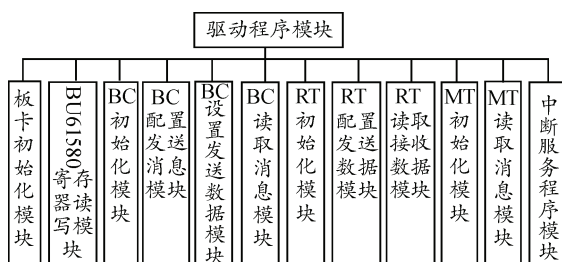 驱动程序模块
板卡初始化模块
BU61580寄存器读写模块
BC初始化模块
BC配置发送消息模块
BC设置发送数据模块
BC读取消息模块
RT初始化模块
RT配置发送数据模块
RT读取接收数据模块
MT初始化模块
MT读取消息模块
中断服务程序模块